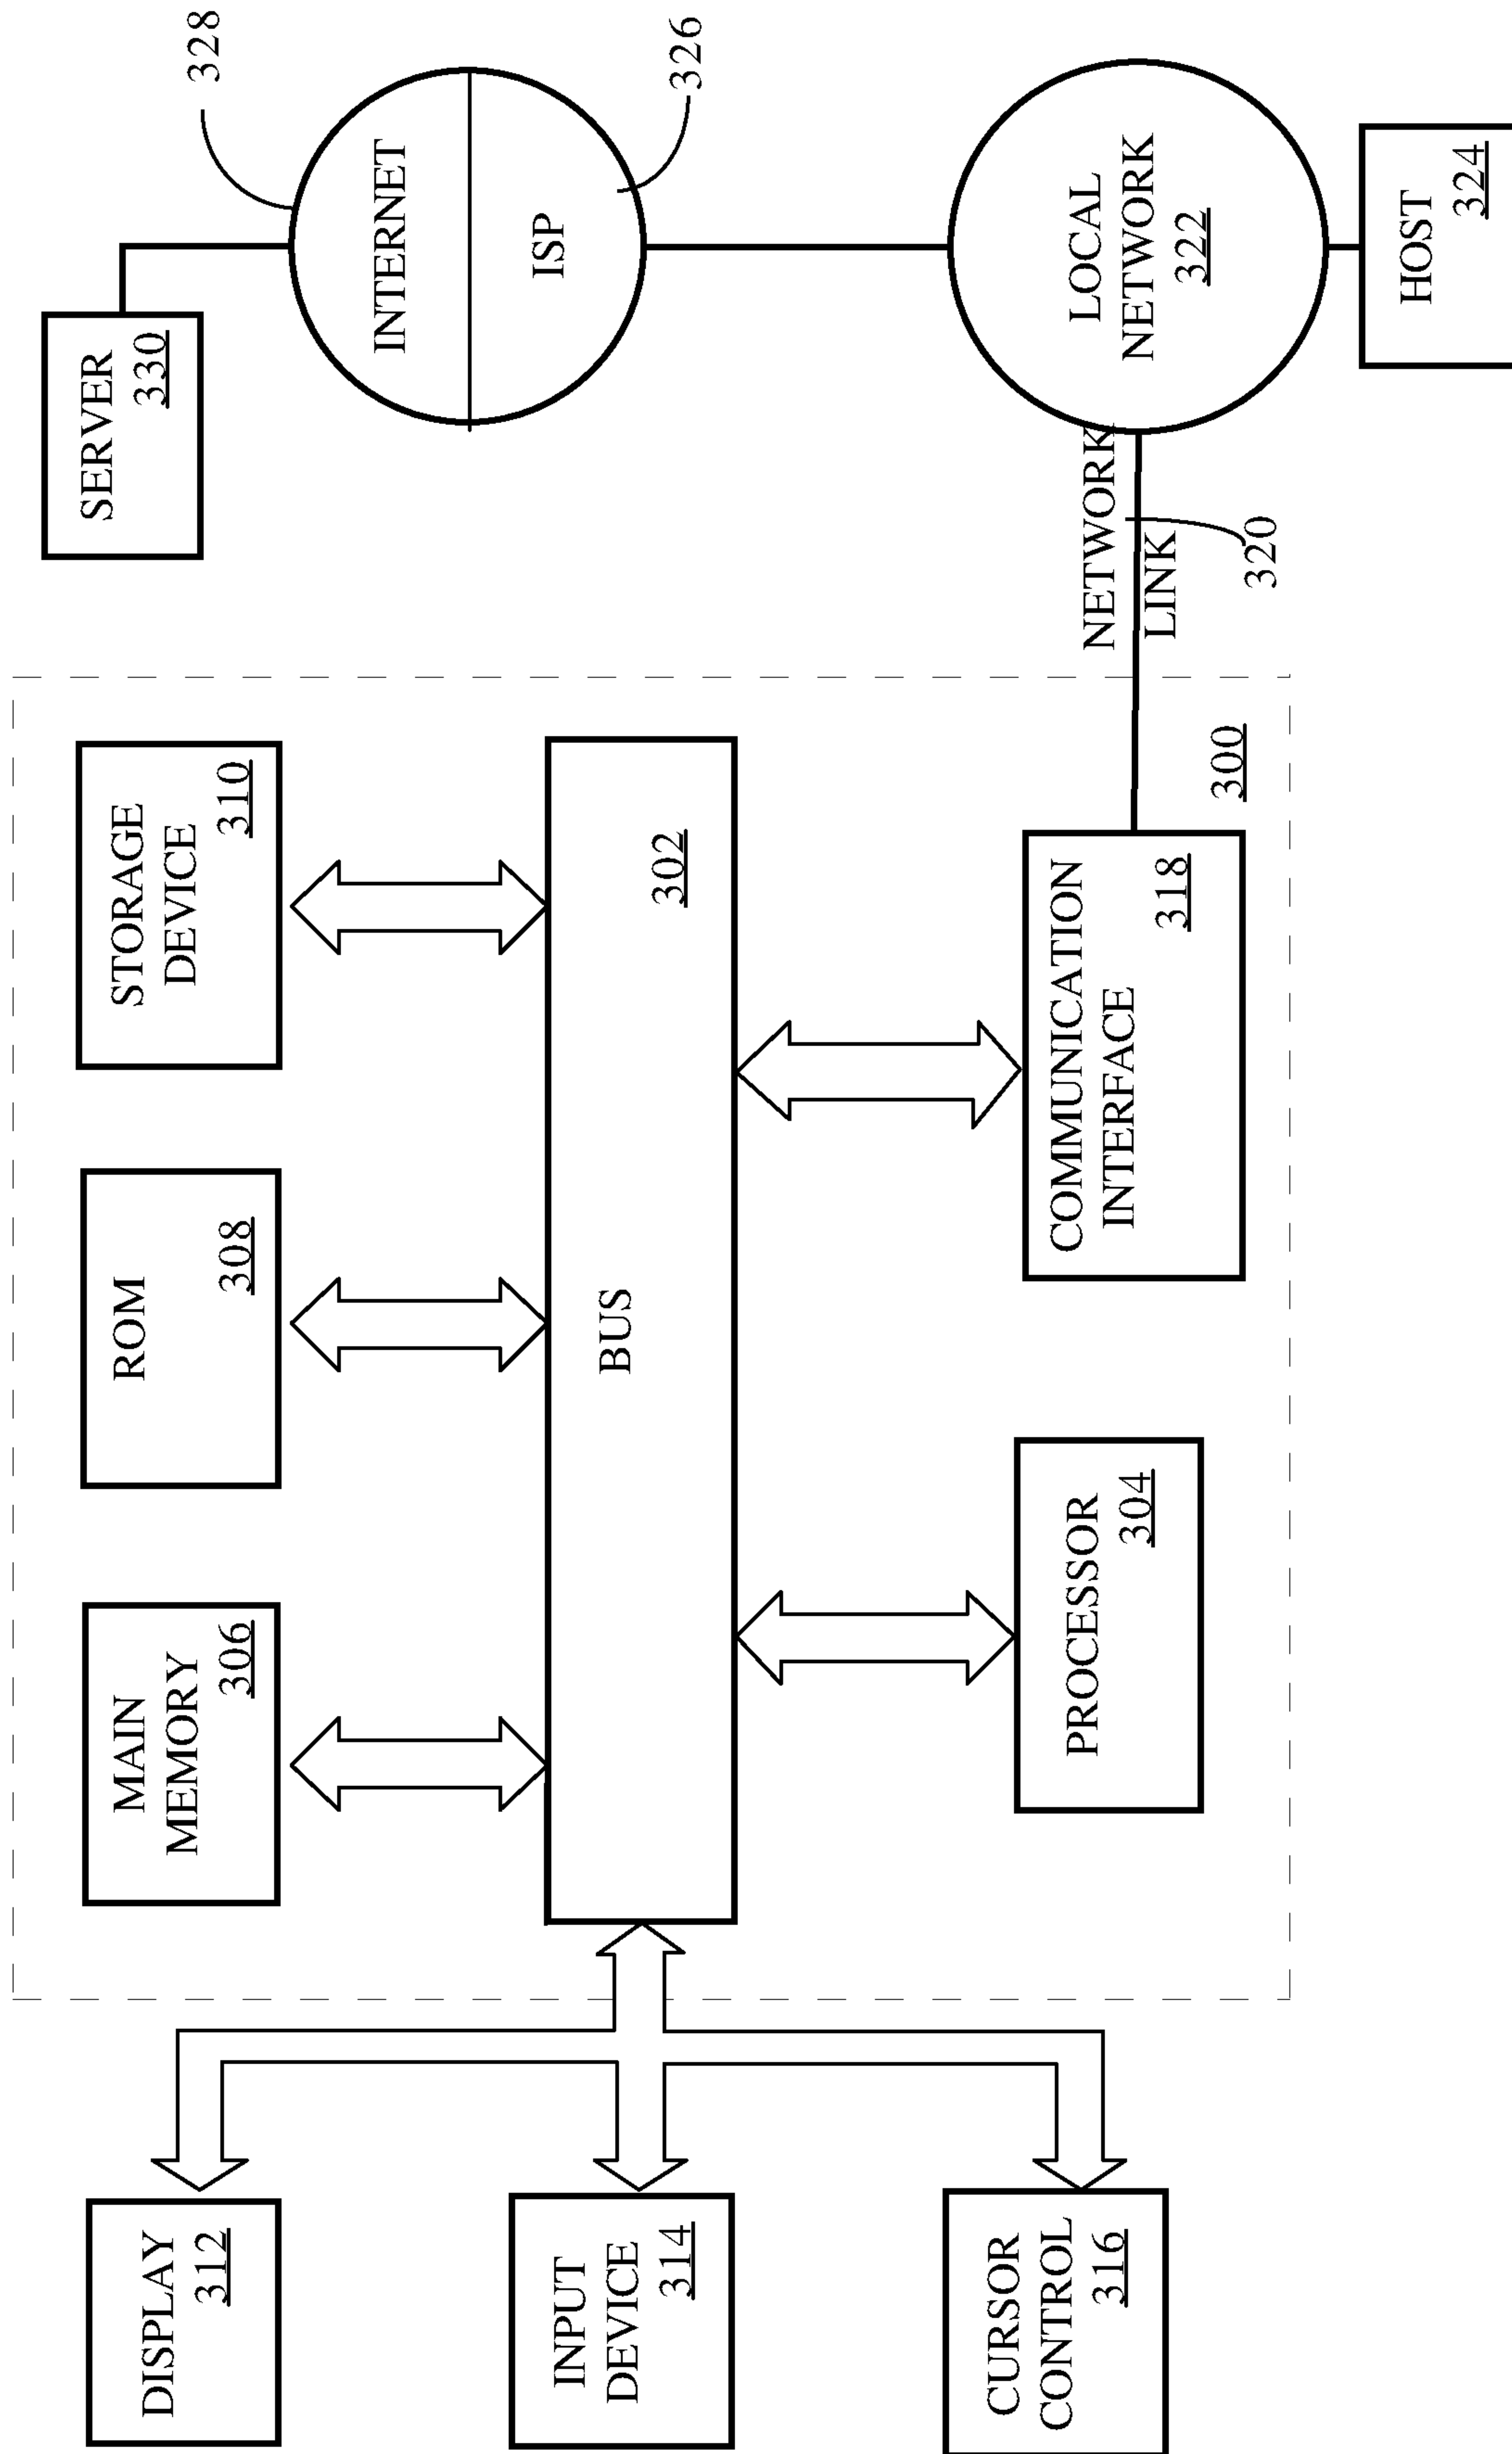 DISPLAY
312
INPUT
DEVICE
314
CURSOR
CONTROL
316
MAIN
MEMORY
306
ROM
308
STORAGE
DEVICE
310
BUS
302
PROCESSOR
304
COMMUNICATION
INTERFACE
318
300
SERVER
330
328
INTERNET
ISP
326
NETWORK
LINK
320
LOCAL
NETWORK
322
HOST
324